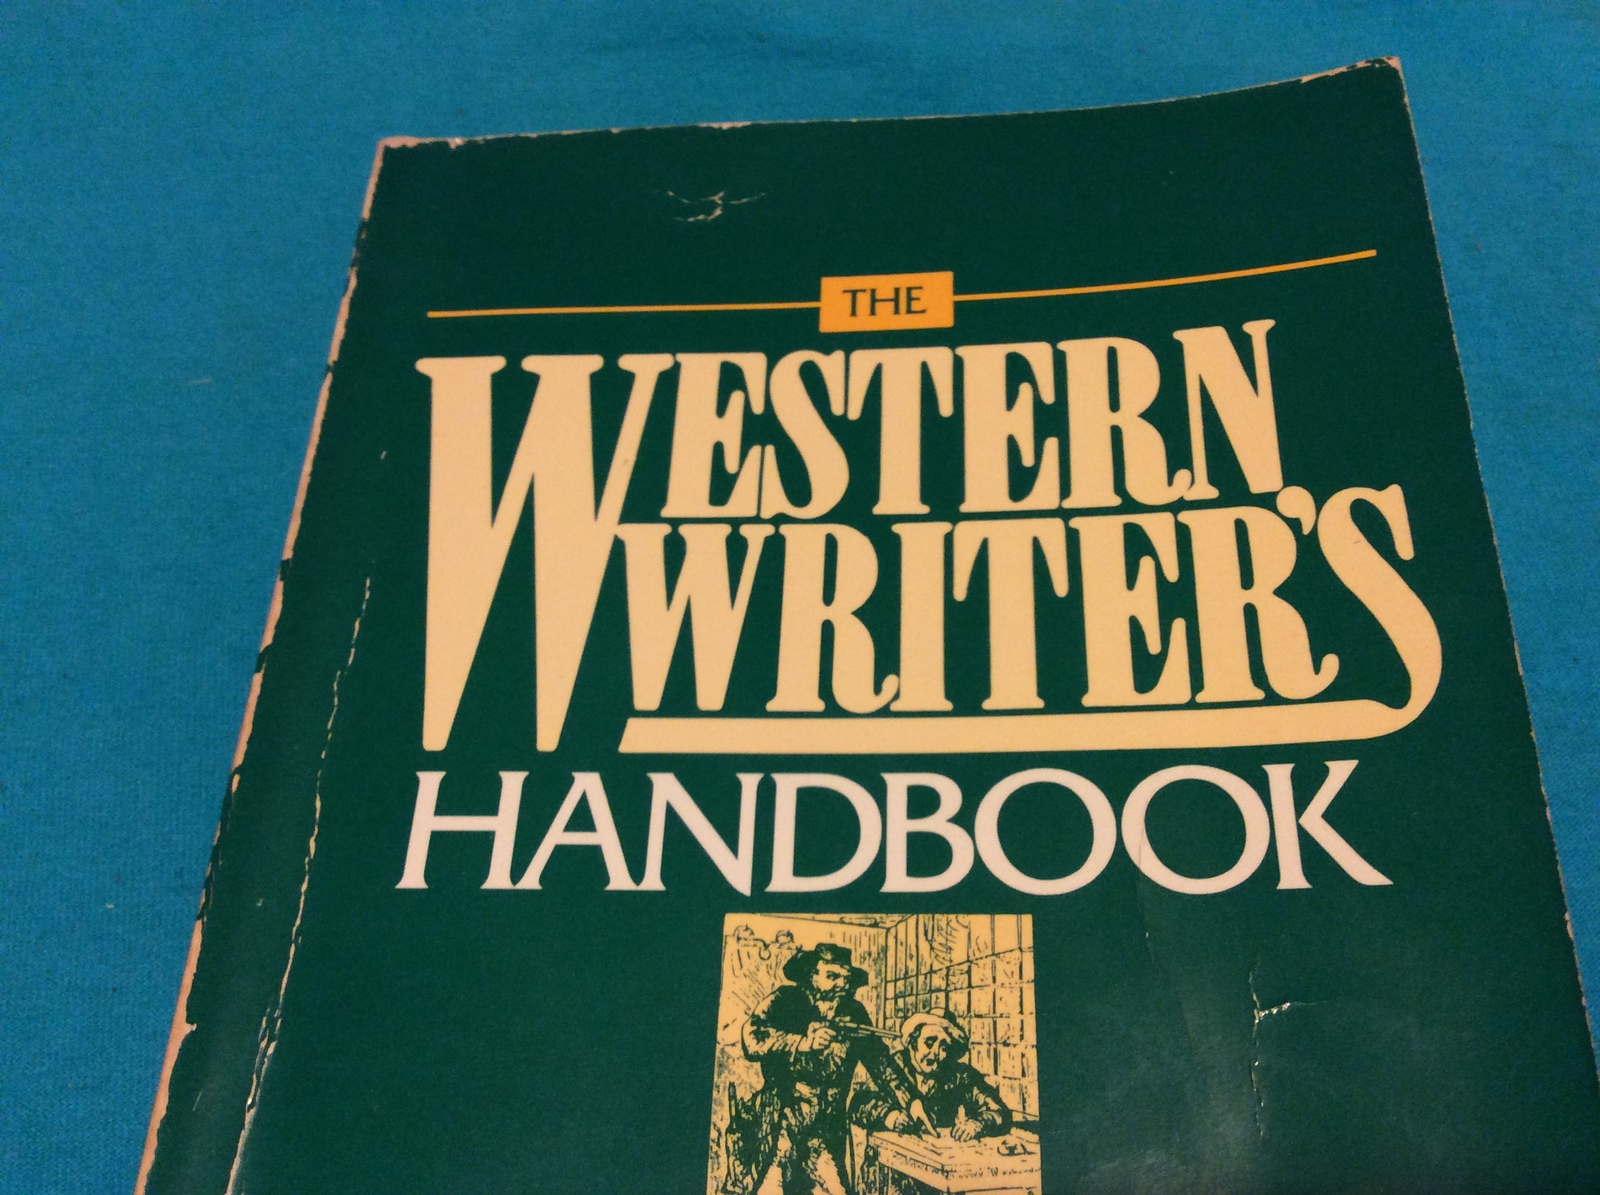 THE
WESTERN
WRITER'S
HANDBOOK